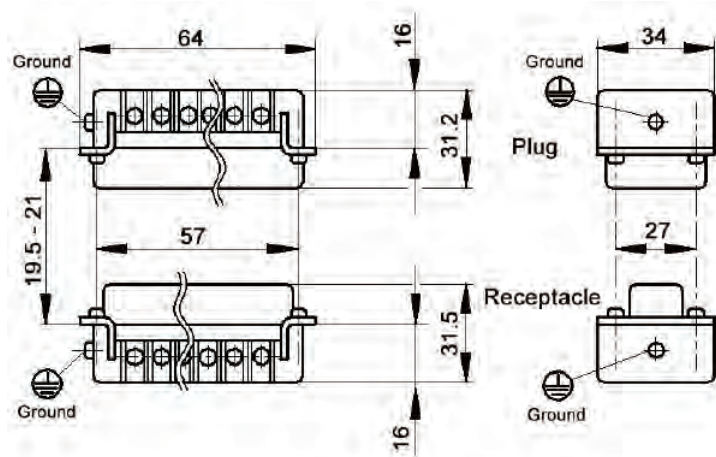 64
16
34
Ground
Ground
31.2
Plug
19.5 - 21
57
27
Receptacle
31.5
Ground
Ground
16